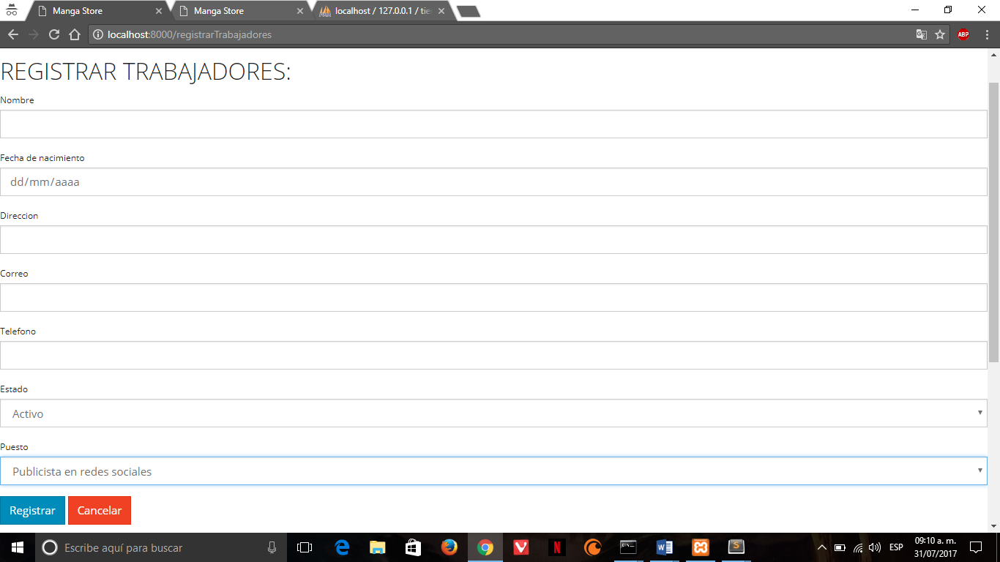 Manga Store
Manga Store
localhost / 127.0.0.1 / tie
localhost:8000/registrarTrabajadores
ABP
REGISTRAR TRABAJADORES:
Nombre
Fecha de nacimiento
dd/mm/aaaa
Direccion
Correo
Telefono
Estado
Activo
Puesto
Publicista en redes sociales
Registrar Cancelar
Escribe aquí para buscar
ESP
09:10 a. m.
31/07/2017